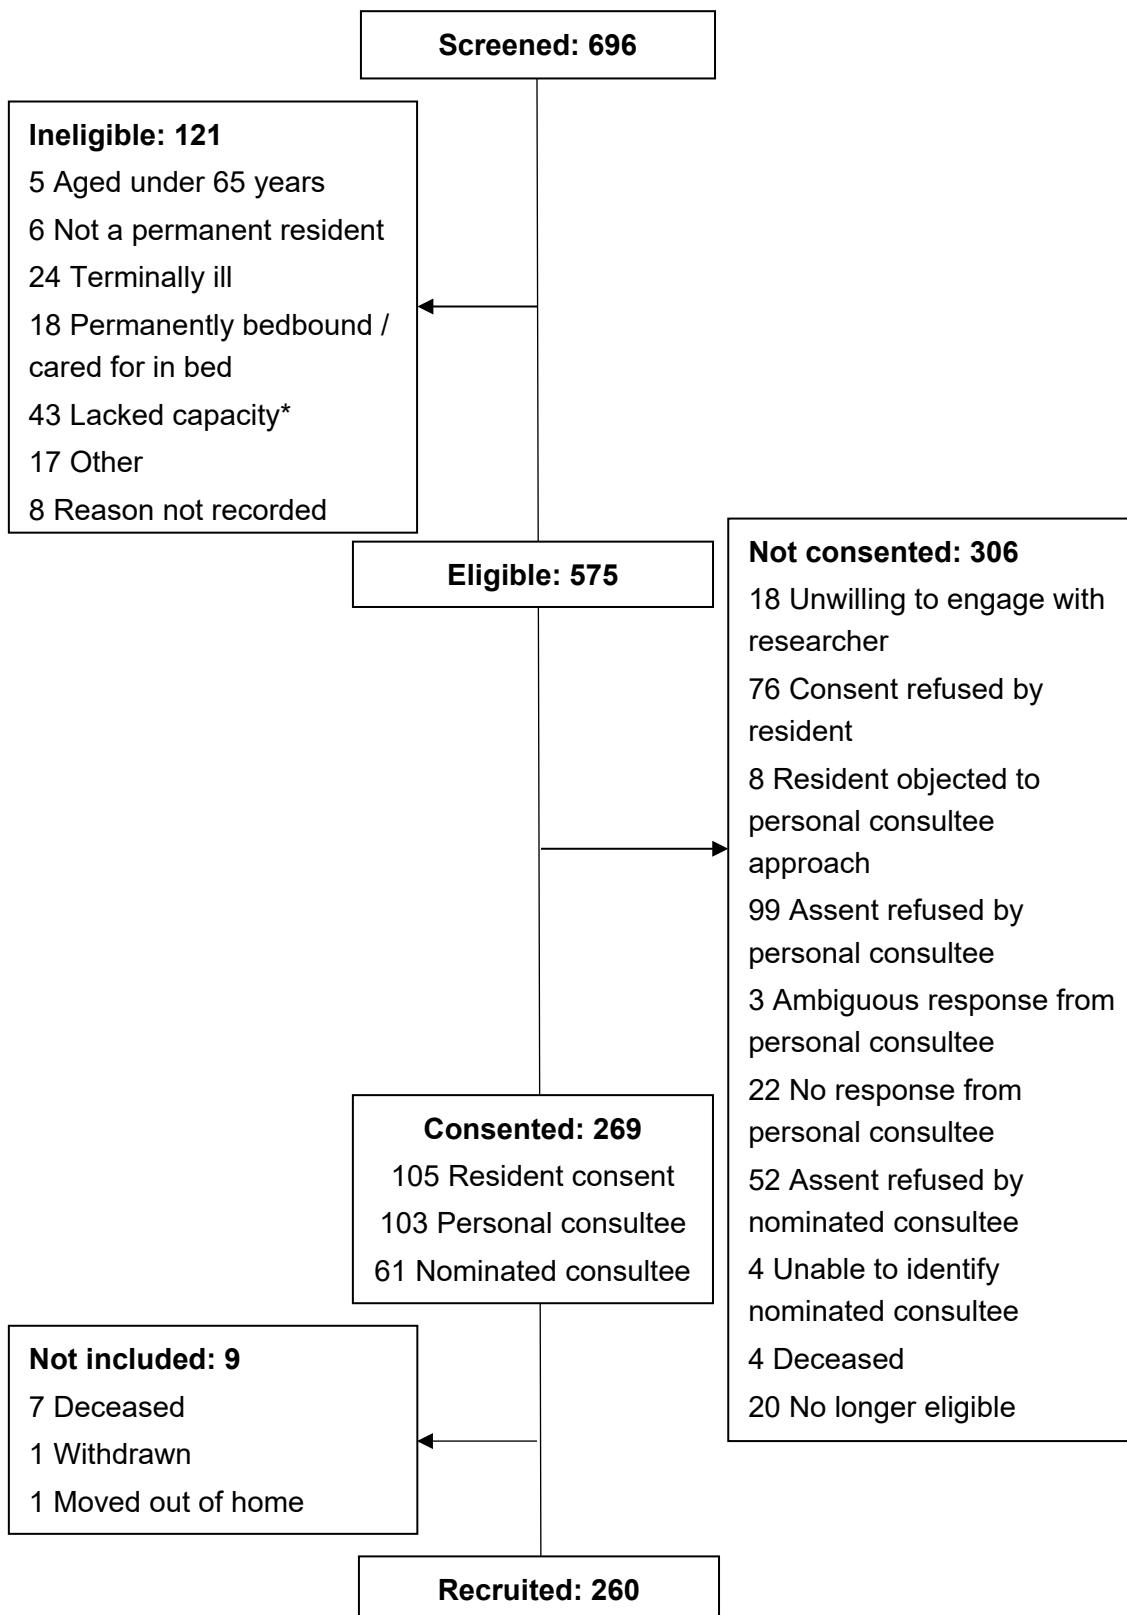 Screened: 696
Ineligible: 121
5 Aged under 65 years
6 Not a permanent resident
24 Terminally ill
18 Permanently bedbound /
cared for in bed
43 Lacked capacity*
17 Other
8 Reason not recorded
Eligible: 575
Not consented: 306
18 Unwilling to engage with
researcher
76 Consent refused by
resident
8 Resident objected to
personal consultee
approach
99 Assent refused by
personal consultee
3 Ambiguous response from
personal consultee
22 No response from
personal consultee
52 Assent refused by
nominated consultee
4 Unable to identify
nominated consultee
4 Deceased
20 No longer eligible
Consented: 269
105 Resident consent
103 Personal consultee
61 Nominated consultee
Not included: 9
7 Deceased
1 Withdrawn
1 Moved out of home
Recruited: 260